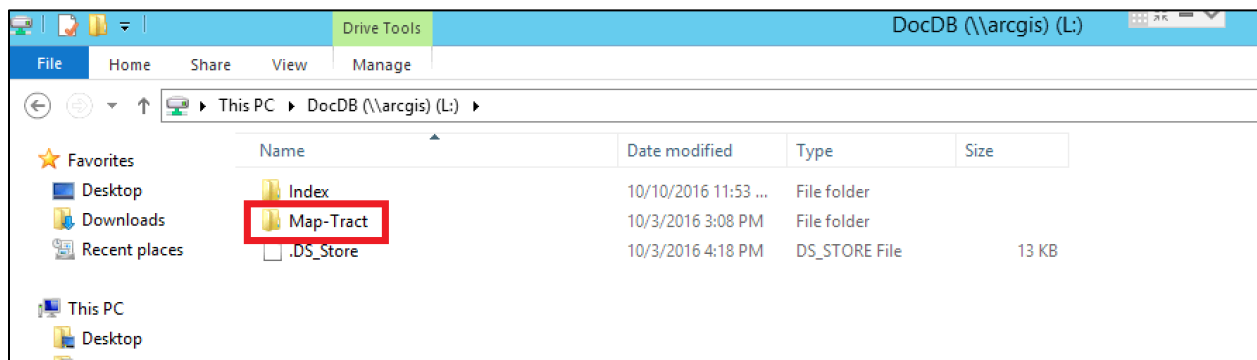 Drive Tools DocDB (\\arcgis) (L:)
File Home Share View Manage
This PC DocDB (\\arcgis) (L:)
Name Date modified Type Size
Favorites
Desktop Index 10/10/2016 11:53 ... File folder
Downloads Map-Tract 10/3/2016 3:08 PM File folder
Recent places .DS_Store 10/3/2016 4:18 PM DS_STORE File 13 KB
This PC
Desktop